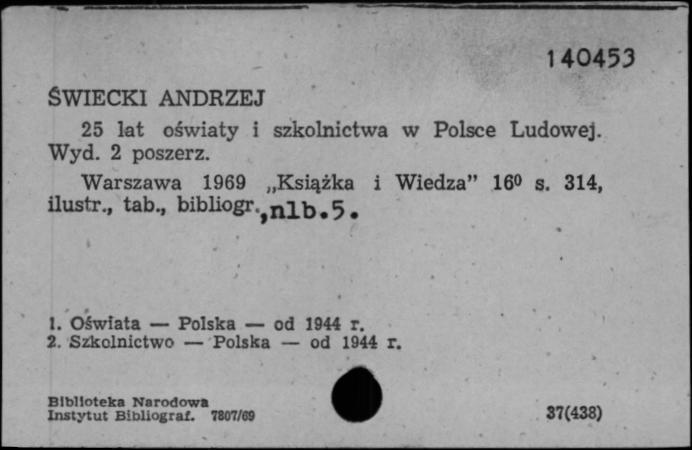 140453
ŚWIECKI ANDRZEJ
25 lat oświaty i szkolnictwa w Polsce Ludowej.
Wyd. 2 poszerz.
Warszawa 1969 „Książka i Wiedza” 16⁰ s. 314,
ilustr., tab., bibliogr.,nlb.5.
1. Oświata — Polska — od 1944 r.
2. Szkolnictwo — Polska — od 1944 r.
Biblioteka Narodowa
Instytut Bibliograf. 7807/69
37(438)